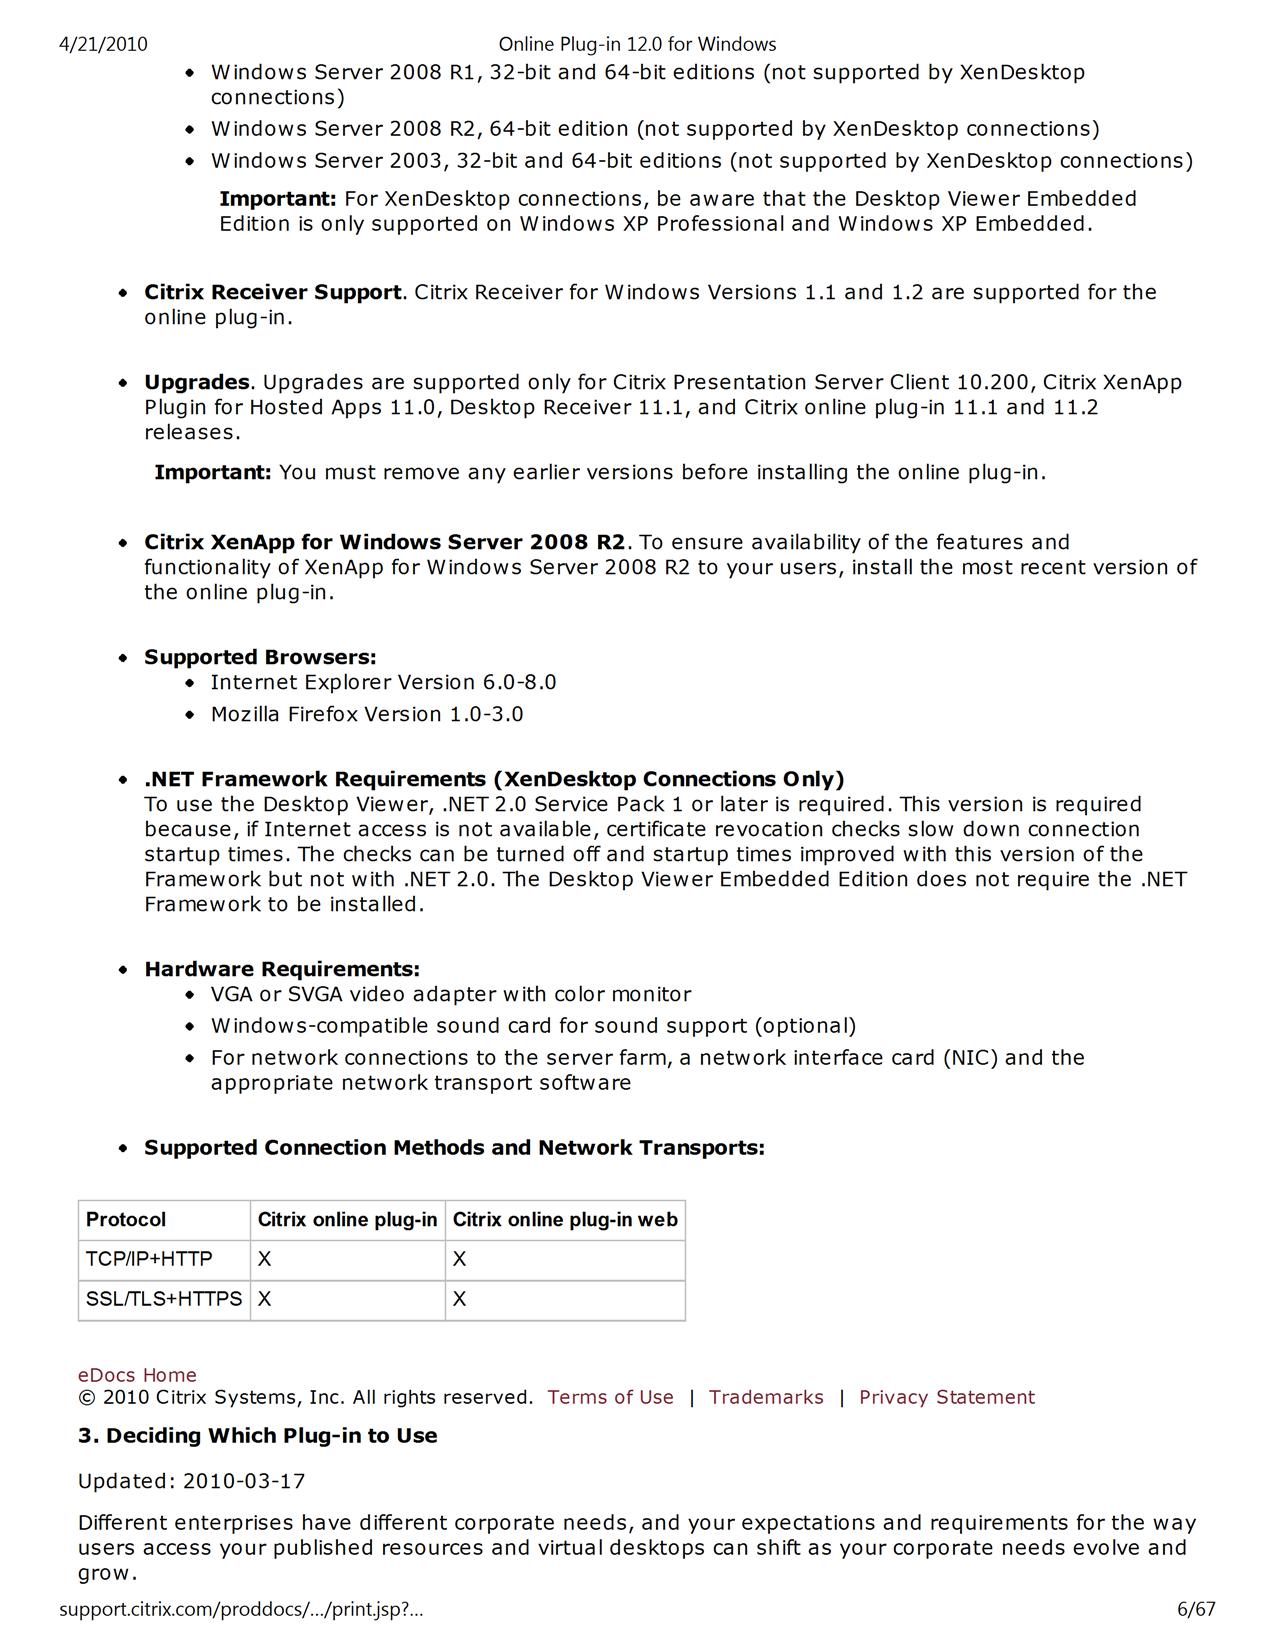 4/21/2010 Online Plug-in 12.0 for Windows
• Windows Server 2008 R1, 32-bit and 64-bit editions (not supported by XenDesktop
connections)
• Windows Server 2008 R2, 64-bit edition (not supported by XenDesktop connections)
• Windows Server 2003, 32-bit and 64-bit editions (not supported by XenDesktop connections)
Important: For XenDesktop connections, be aware that the Desktop Viewer Embedded
Edition is only supported on Windows XP Professional and Windows XP Embedded.
• Citrix Receiver Support. Citrix Receiver for Windows Versions 1.1 and 1.2 are supported for the
online plug-in.
• Upgrades. Upgrades are supported only for Citrix Presentation Server Client 10.200, Citrix XenApp
Plugin for Hosted Apps 11.0, Desktop Receiver 11.1, and Citrix online plug-in 11.1 and 11.2
releases.
Important: You must remove any earlier versions before installing the online plug-in.
• Citrix XenApp for Windows Server 2008 R2. To ensure availability of the features and
functionality of XenApp for Windows Server 2008 R2 to your users, install the most recent version of
the online plug-in.
• Supported Browsers:
• Internet Explorer Version 6.0-8.0
• Mozilla Firefox Version 1.0-3.0
• .NET Framework Requirements (XenDesktop Connections Only)
To use the Desktop Viewer, .NET 2.0 Service Pack 1 or later is required. This version is required
because, if Internet access is not available, certificate revocation checks slow down connection
startup times. The checks can be turned off and startup times improved with this version of the
Framework but not with .NET 2.0. The Desktop Viewer Embedded Edition does not require the .NET
Framework to be installed.
• Hardware Requirements:
• VGA or SVGA video adapter with color monitor
• Windows-compatible sound card for sound support (optional)
• For network connections to the server farm, a network interface card (NIC) and the
appropriate network transport software
• Supported Connection Methods and Network Transports:
Protocol Citrix online plug-in Citrix online plug-in web
TCP/IP+HTTP X X
SSL/TLS+HTTPS X X
eDocs Home
© 2010 Citrix Systems, Inc. All rights reserved. Terms of Use | Trademarks | Privacy Statement
3. Deciding Which Plug-in to Use
Updated: 2010-03-17
Different enterprises have different corporate needs, and your expectations and requirements for the way
users access your published resources and virtual desktops can shift as your corporate needs evolve and
grow.
support.citrix.com/proddocs/.../print.jsp?... 6/67